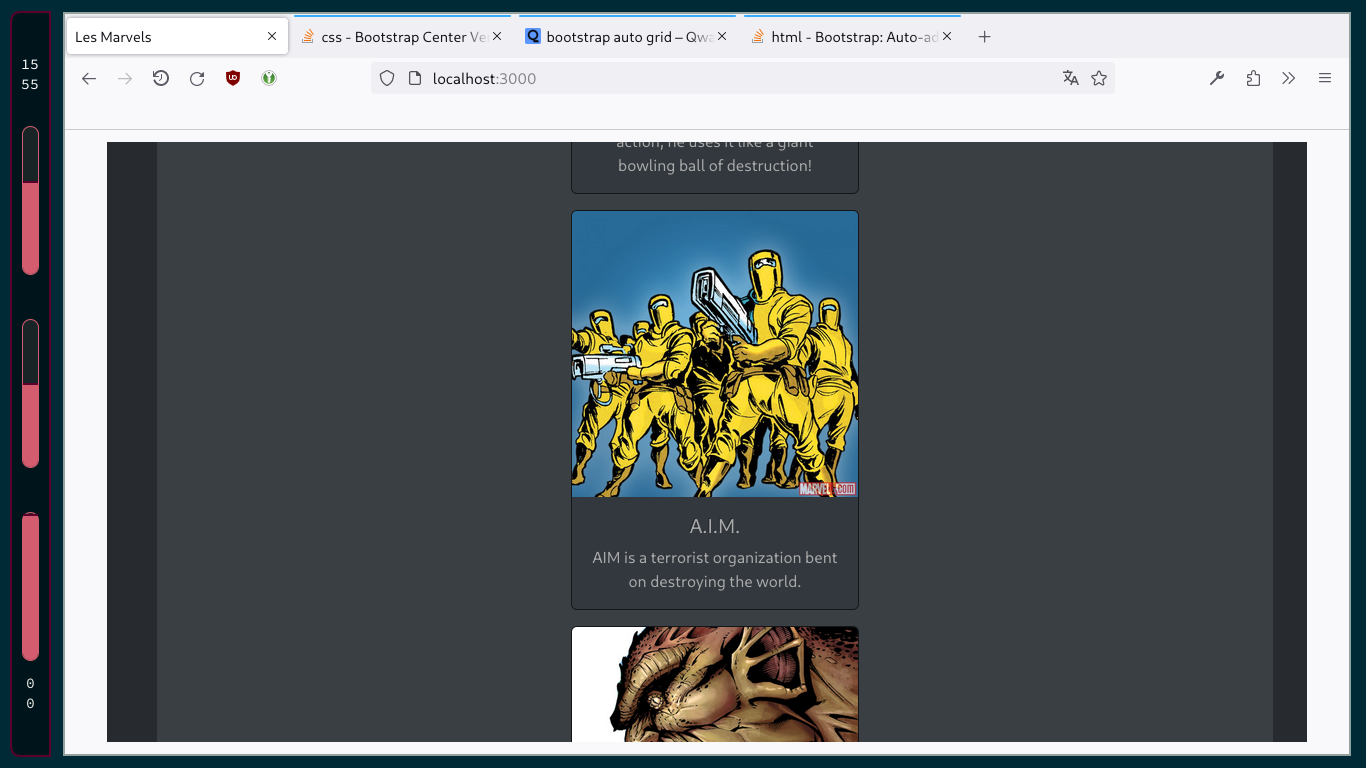 Les Marvels
css - Bootstrap Center Ve
bootstrap auto grid – Qwa
html - Bootstrap: Auto-ad
15
55
localhost:3000
action, he uses it like a giant
bowling ball of destruction!
MARVEL.COM
A.I.M.
AIM is a terrorist organization bent
on destroying the world.
0
0